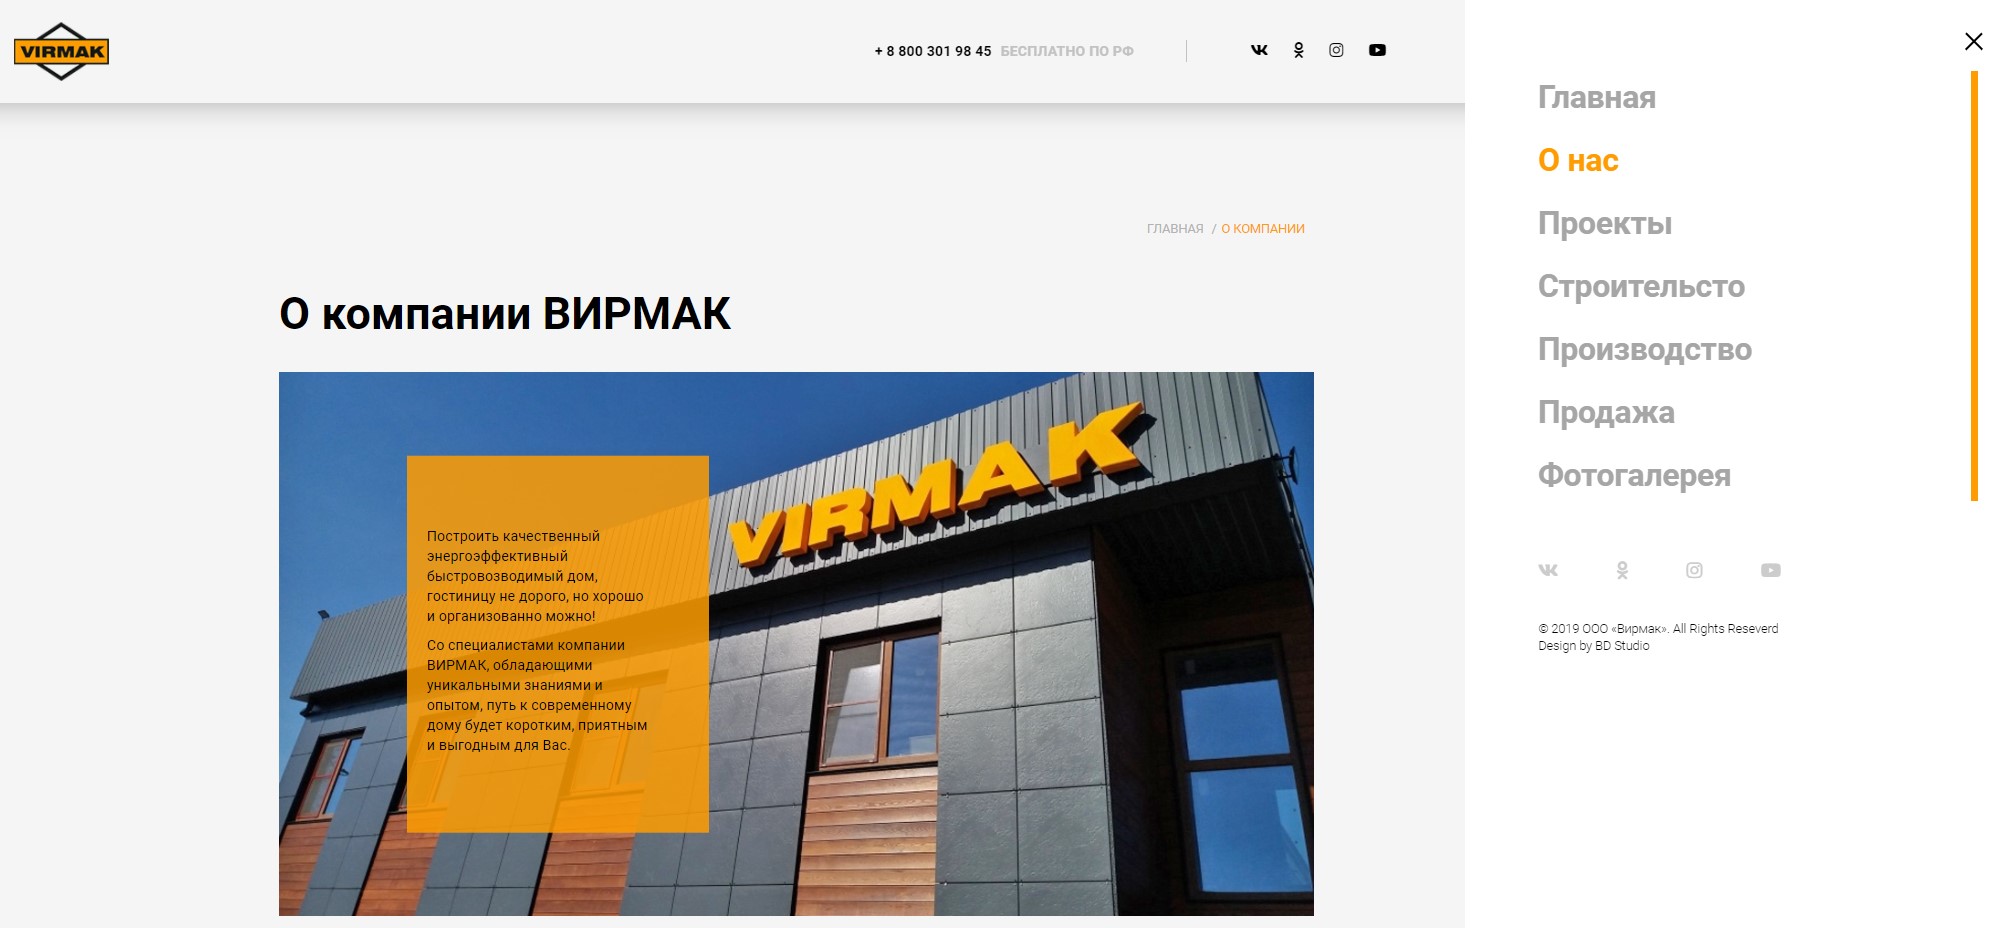 VIRMAK
+ 8 800 301 98 45 БЕСПЛАТНО ПО РФ
ГЛАВНАЯ / О КОМПАНИИ
О компании ВИРМАК
VIRMAK
Построить качественный
энергоэффективный
быстровозводимый дом,
гостиницу не дорого, но хорошо
и организованно можно!
Со специалистами компании
ВИРМАК, обладающими
уникальными знаниями и
опытом, путь к современному
дому будет коротким, приятным
и выгодным для Вас.
Главная
О нас
Проекты
Строительсто
Производство
Продажа
Фотогалерея
© 2019 ООО «Вирмак». All Rights Reseverd
Design by BD Studio